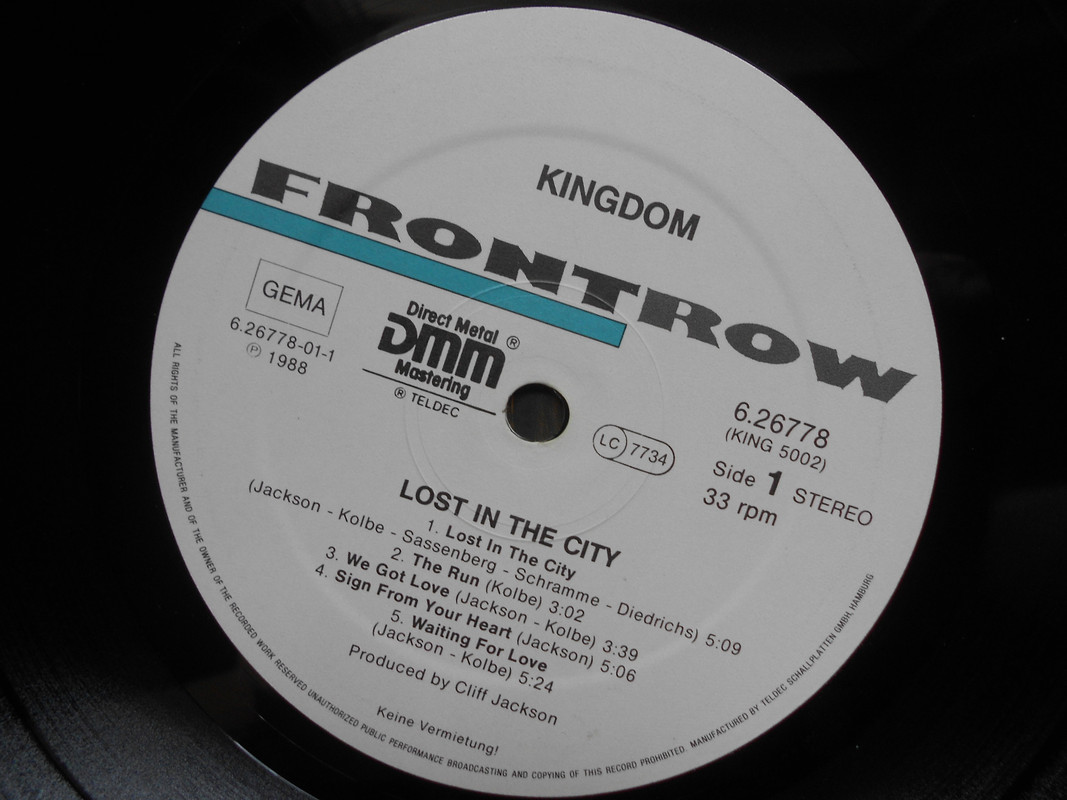 KINGDOM
FRONTROW
GEMA
6.26778-01-1
Ⓟ 1988
Direct Metal
DMM ®
Mastering
® TELDEC
LC 7734
6.26778
(KING 5002)
Side 1 STEREO
33 rpm
LOST IN THE CITY
1. Lost In The City
(Jackson - Kolbe - Sassenberg - Schramme - Diedrichs) 5:09
2. The Run (Kolbe) 3:02
3. We Got Love (Jackson - Kolbe) 3:39
4. Sign From Your Heart (Jackson) 5:06
5. Waiting For Love
(Jackson - Kolbe) 5:24
Produced by Cliff Jackson
Keine Vermietung!
ALL RIGHTS OF THE MANUFACTURER AND OF THE OWNER OF THE RECORDED WORK RESERVED UNAUTHORIZED PUBLIC PERFORMANCE BROADCASTING AND COPYING OF THIS RECORD PROHIBITED. MANUFACTURED BY TELDEC SCHALLPLATTEN GMBH, HAMBURG